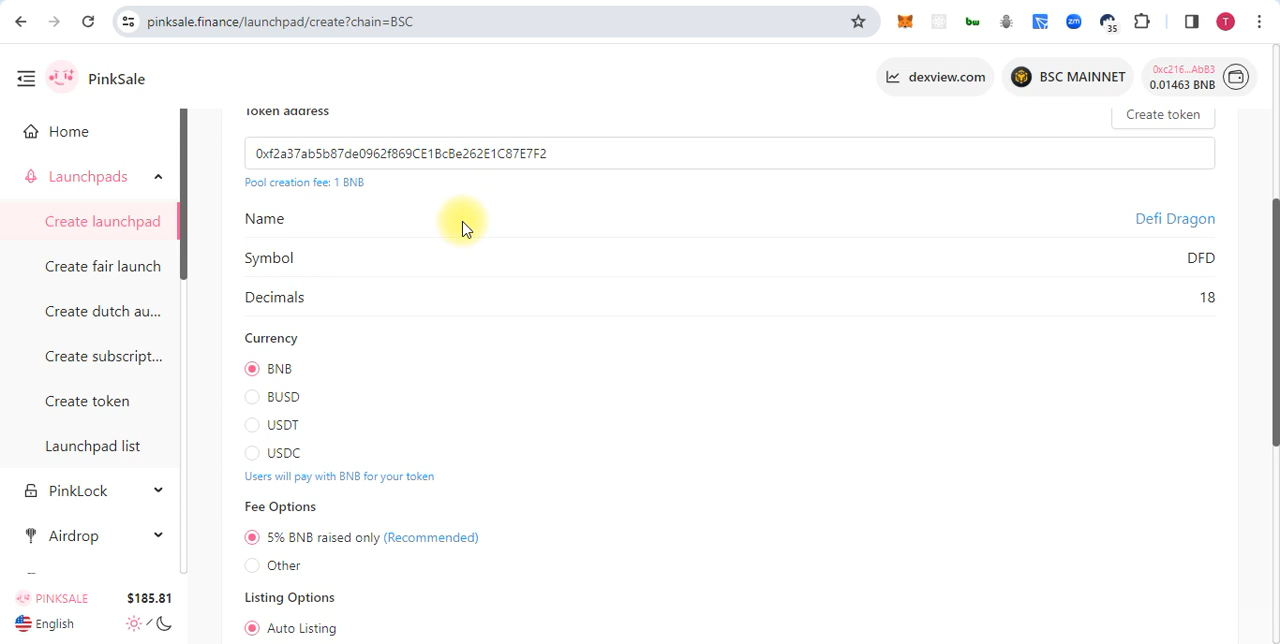 pinksale.finance/launchpad/create?chain=BSC
bw
zm
35
T
PinkSale
dexview.com
BSC MAINNET
0xc216...AbB3
0.01463 BNB
Home
Launchpads
Create launchpad
Create fair launch
Create dutch au...
Create subscript...
Create token
Launchpad list
PinkLock
Airdrop
PINKSALE
$185.81
English
Token address
Create token
0xf2a37ab5b87de0962f869CE1BcBe262E1C87E7F2
Pool creation fee: 1 BNB
Name
Defi Dragon
Symbol
DFD
Decimals
18
Currency
BNB
BUSD
USDT
USDC
Users will pay with BNB for your token
Fee Options
5% BNB raised only (Recommended)
Other
Listing Options
Auto Listing